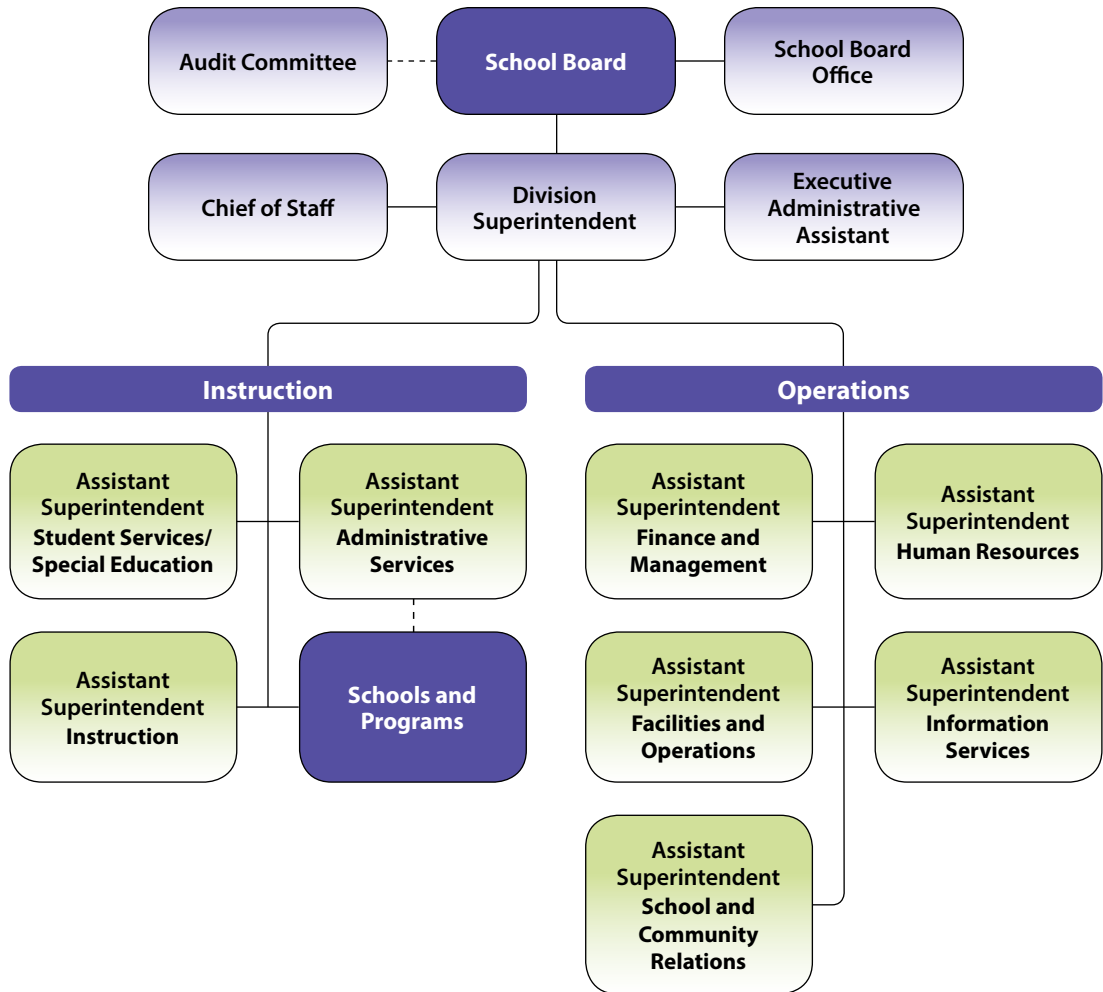 Audit Committee
School Board
School Board
Office
Chief of Staff
Division
Superintendent
Executive
Administrative
Assistant
Instruction
Assistant
Superintendent
Student Services/
Special Education
Assistant
Superintendent
Administrative
Services
Assistant
Superintendent
Instruction
Schools and
Programs
Operations
Assistant
Superintendent
Finance and
Management
Assistant
Superintendent
Human Resources
Assistant
Superintendent
Facilities and
Operations
Assistant
Superintendent
Information
Services
Assistant
Superintendent
School and
Community
Relations